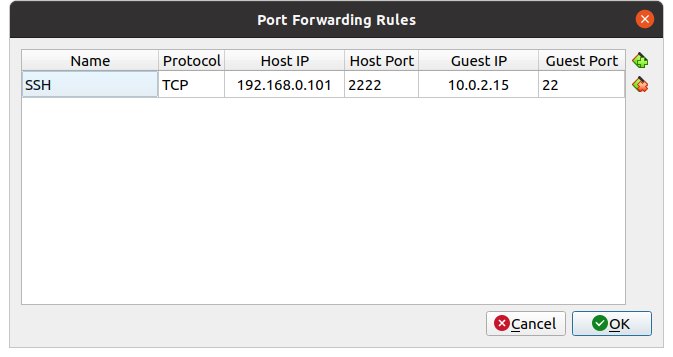 Port Forwarding Rules
Name Protocol Host IP Host Port Guest IP Guest Port
SSH TCP 192.168.0.101 2222 10.0.2.15 22
Cancel OK